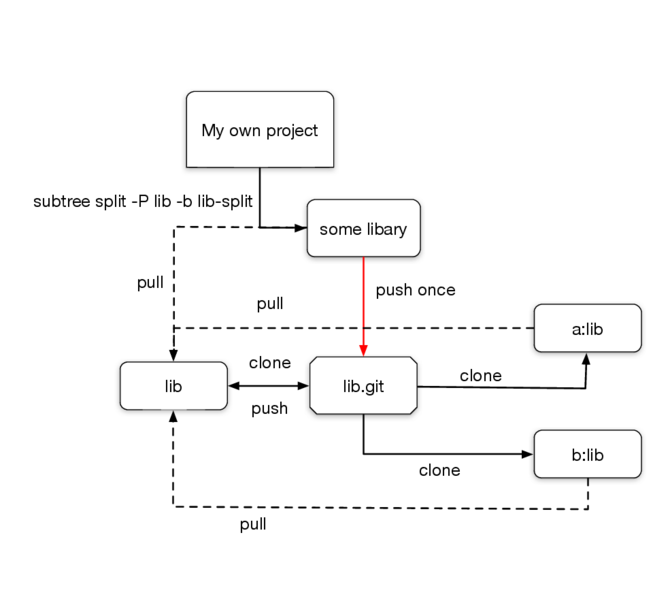 My own project
subtree split -P lib -b lib-split
some libary
pull
push once
pull
a:lib
clone
lib
lib.git
clone
push
b:lib
clone
pull